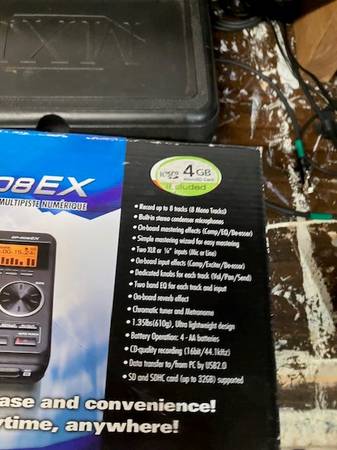 08EX
MULTIPISTE NUMÉRIQUE
4 GB
included
• Record up to 8 tracks (8 Mono Tracks)
• Built-in stereo condenser microphones
• On-board mastering effects (Comp/EQ/De-esser)
• Simple mastering wizard for easy mastering
• Two XLR or ¼" inputs (Mic or Line)
• On-board input effects (Comp/Exciter/De-esser)
• Dedicated knobs for each track (Vol/Pan/Send)
• Two band EQ for each track and input
• On-board reverb effect
• Chromatic tuner and Metronome
• 1.35lbs(610g), Ultra lightweight design
• Battery Operation: 4 - AA batteries
• CD-quality recording (16bit/44.1kHz)
• Data transfer to/from PC by USB2.0
• SD and SDHC card (up to 32GB) supported
ase and convenience!
ytime, anywhere!